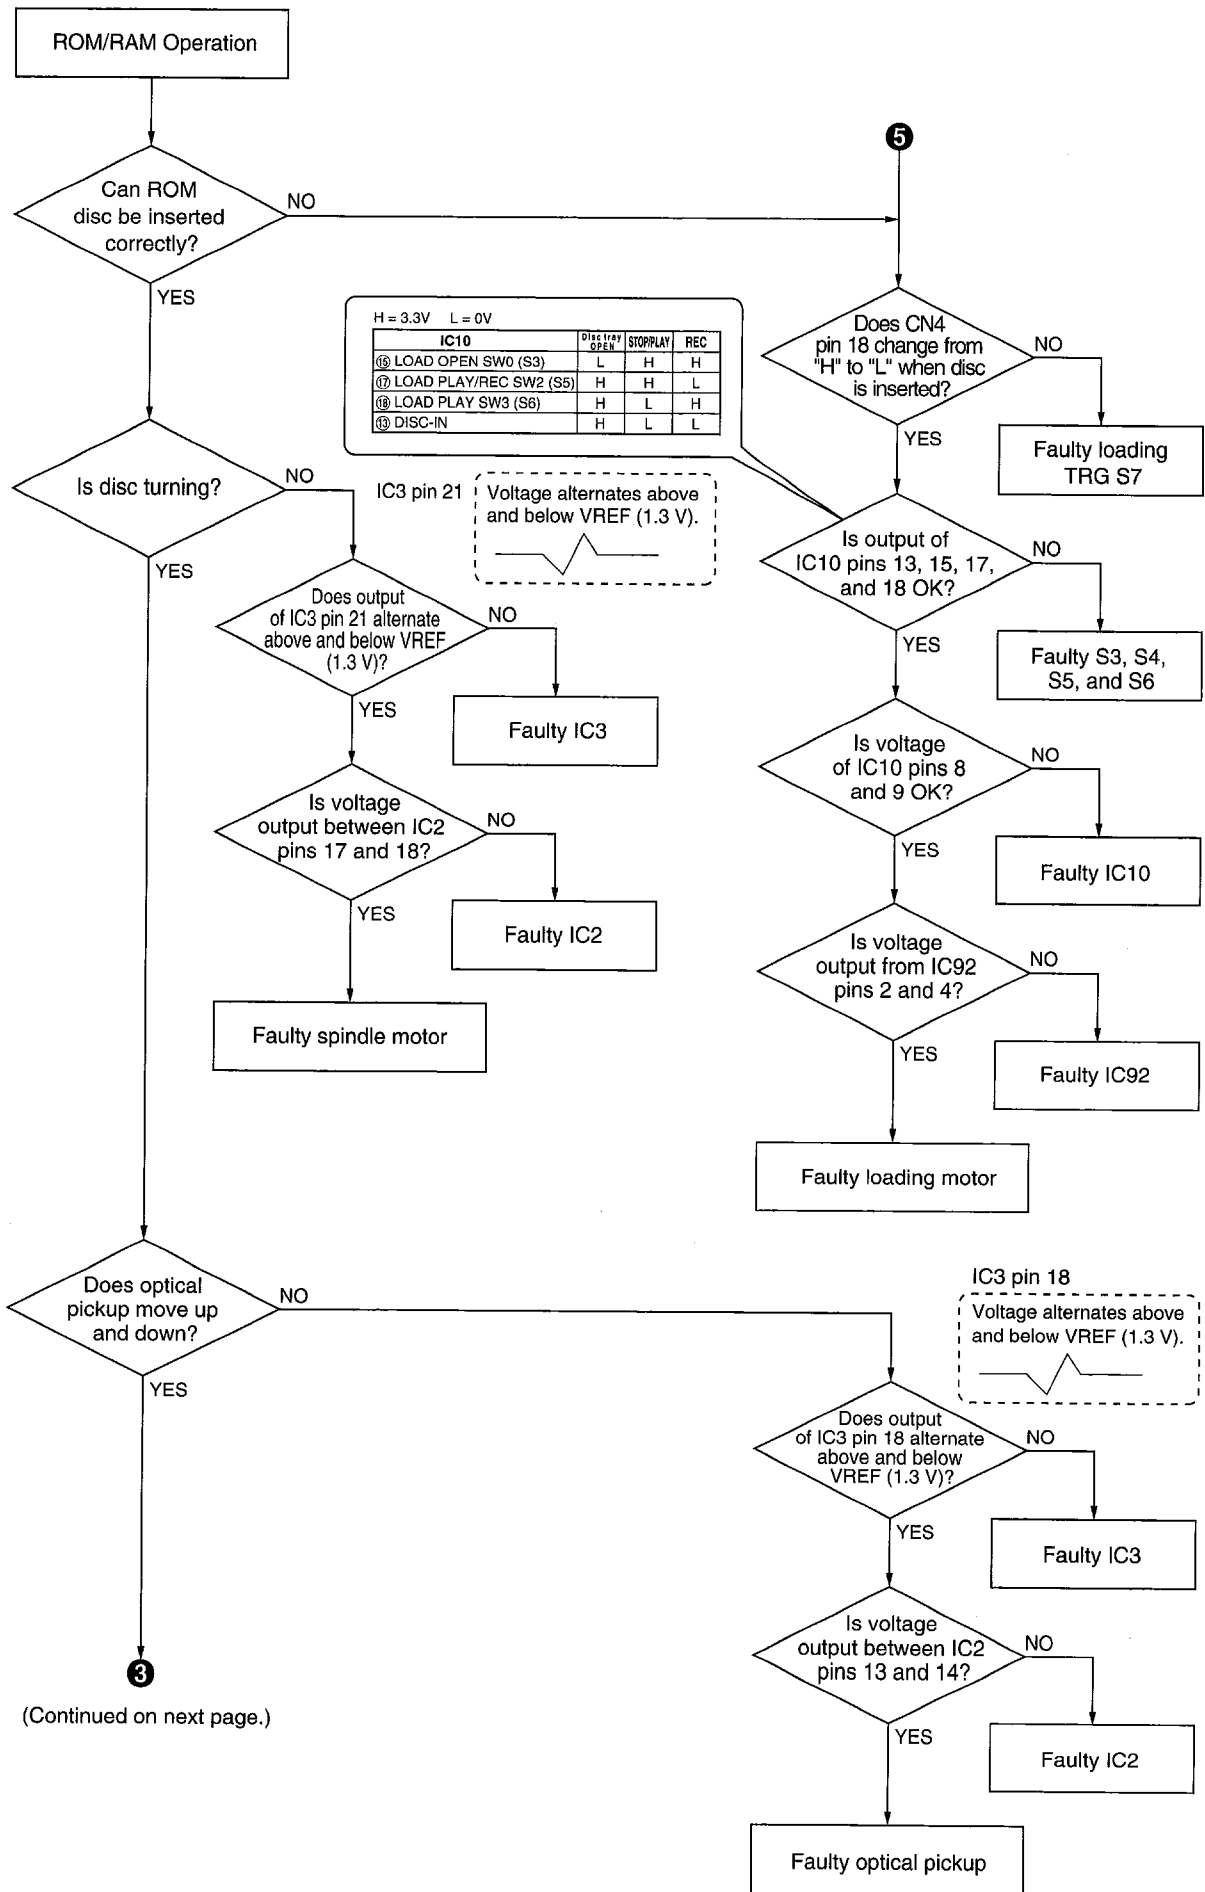 ROM/RAM Operation
5
Can ROM
disc be inserted
correctly?
NO
YES
Does CN4
pin 18 change from
"H" to "L" when disc
is inserted?
NO
YES
Faulty loading
TRG S7
H = 3.3V L = 0V
IC10 Disc tray OPEN STOP/PLAY REC
⑮ LOAD OPEN SW0 (S3) L H H
⑰ LOAD PLAY/REC SW2 (S5) H H L
⑱ LOAD PLAY SW3 (S6) H L H
⑬ DISC-IN H L L
Is disc turning?
NO
YES
IC3 pin 21
Voltage alternates above
and below VREF (1.3 V).
Is output of
IC10 pins 13, 15, 17,
and 18 OK?
NO
YES
Faulty S3, S4,
S5, and S6
Does output
of IC3 pin 21 alternate
above and below VREF
(1.3 V)?
NO
YES
Faulty IC3
Is voltage
of IC10 pins 8
and 9 OK?
NO
YES
Faulty IC10
Is voltage
output between IC2
pins 17 and 18?
NO
YES
Faulty IC2
Faulty spindle motor
Is voltage
output from IC92
pins 2 and 4?
NO
YES
Faulty IC92
Faulty loading motor
Does optical
pickup move up
and down?
NO
YES
IC3 pin 18
Voltage alternates above
and below VREF (1.3 V).
Does output
of IC3 pin 18 alternate
above and below
VREF (1.3 V)?
NO
YES
Faulty IC3
Is voltage
output between IC2
pins 13 and 14?
NO
YES
Faulty IC2
Faulty optical pickup
3
(Continued on next page.)